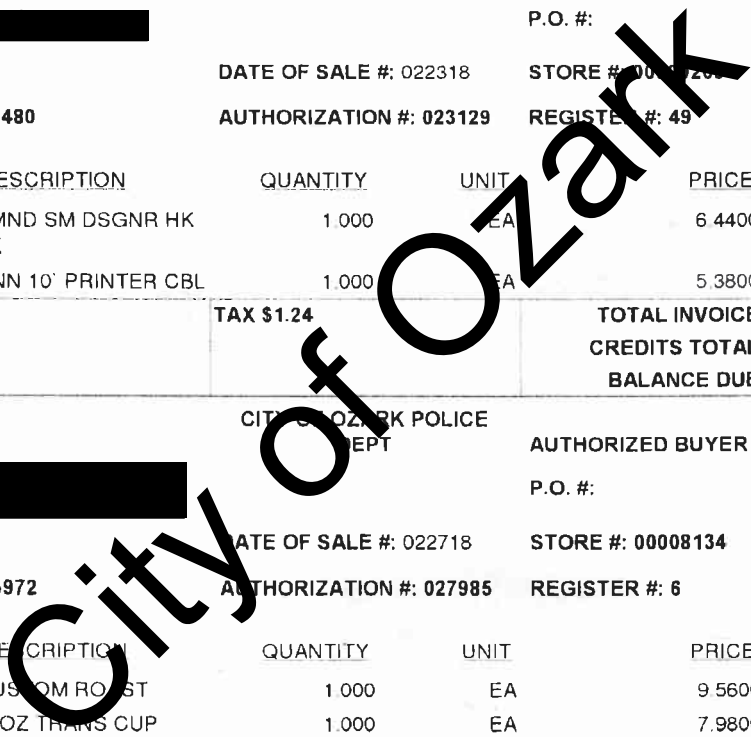 P.O. #:
DATE OF SALE #: 022318 STORE #:
480 AUTHORIZATION #: 023129 REGISTER #: 49
ESCRIPTION QUANTITY UNIT PRICE
MND SM DSGNR HK 1.000 EA 6.4400
NN 10' PRINTER CBL 1.000 EA 5.3800
TAX $1.24 TOTAL INVOICE
CREDITS TOTAL
BALANCE DUE
CITY OF OZARK POLICE
DEPT AUTHORIZED BUYER
P.O. #:
DATE OF SALE #: 022718 STORE #: 00008134
972 AUTHORIZATION #: 027985 REGISTER #: 6
ESCRIPTION QUANTITY UNIT PRICE
USTOM ROAST 1.000 EA 9.5600
OZ TRANS CUP 1.000 EA 7.9800
City of Ozark